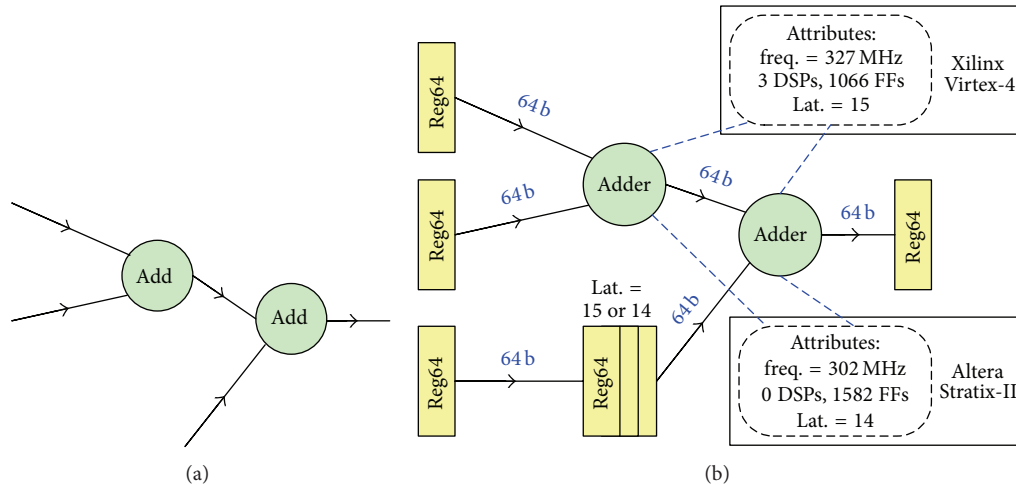 Add
Add
(a)
Reg64
64 b
Reg64
64 b
Adder
64 b
Adder
64 b
Reg64
Reg64
64 b
Lat. =
15 or 14
Reg64
64 b
Attributes:
freq. = 327 MHz
3 DSPs, 1066 FFs
Lat. = 15
Xilinx
Virtex-4
Attributes:
freq. = 302 MHz
0 DSPs, 1582 FFs
Lat. = 14
Altera
Stratix-II
(b)